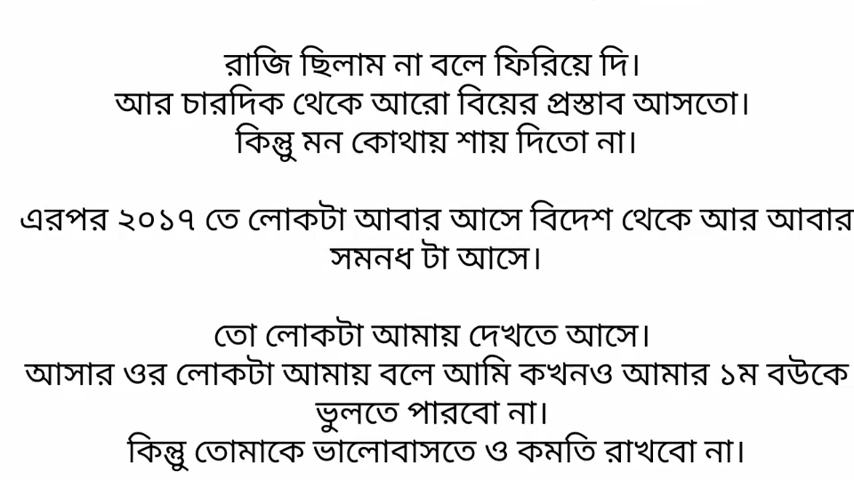 রাজি ছিলাম না বলে ফিরিয়ে দি।
আর চারদিক থেকে আরো বিয়ের প্রস্তাব আসতো।
কিন্তু মন কোথায় শায় দিতো না।
এরপর ২০১৭ তে লোকটা আবার আসে বিদেশ থেকে আর আবার
সমনধ টা আসে।
তো লোকটা আমায় দেখতে আসে।
আসার ওর লোকটা আমায় বলে আমি কখনও আমার ১ম বউকে
ভুলতে পারবো না।
কিন্তু তোমাকে ভালোবাসতে ও কমতি রাখবো না।